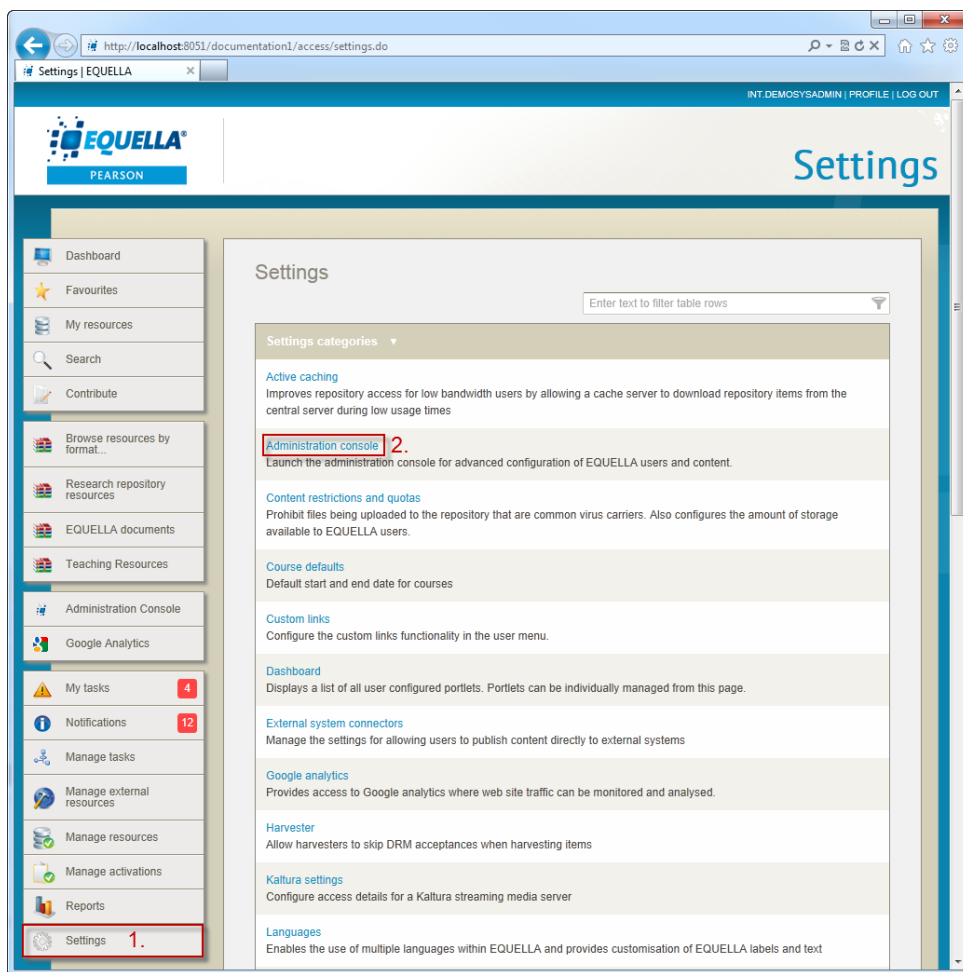 http://localhost:8051/documentation1/access/settings.do
Settings | EQUELLA
INT.DEMOSYSADMIN | PROFILE | LOG OUT
EQUELLA®
PEARSON
Settings
Dashboard
Favourites
My resources
Search
Contribute
Browse resources by
format...
Research repository
resources
EQUELLA documents
Teaching Resources
Administration Console
Google Analytics
My tasks 4
Notifications 12
Manage tasks
Manage external
resources
Manage resources
Manage activations
Reports
Settings 1.
Settings
Enter text to filter table rows
Settings categories
Active caching
Improves repository access for low bandwidth users by allowing a cache server to download repository items from the
central server during low usage times
Administration console 2.
Launch the administration console for advanced configuration of EQUELLA users and content.
Content restrictions and quotas
Prohibit files being uploaded to the repository that are common virus carriers. Also configures the amount of storage
available to EQUELLA users.
Course defaults
Default start and end date for courses
Custom links
Configure the custom links functionality in the user menu.
Dashboard
Displays a list of all user configured portlets. Portlets can be individually managed from this page.
External system connectors
Manage the settings for allowing users to publish content directly to external systems
Google analytics
Provides access to Google analytics where web site traffic can be monitored and analysed.
Harvester
Allow harvesters to skip DRM acceptances when harvesting items
Kaltura settings
Configure access details for a Kaltura streaming media server
Languages
Enables the use of multiple languages within EQUELLA and provides customisation of EQUELLA labels and text